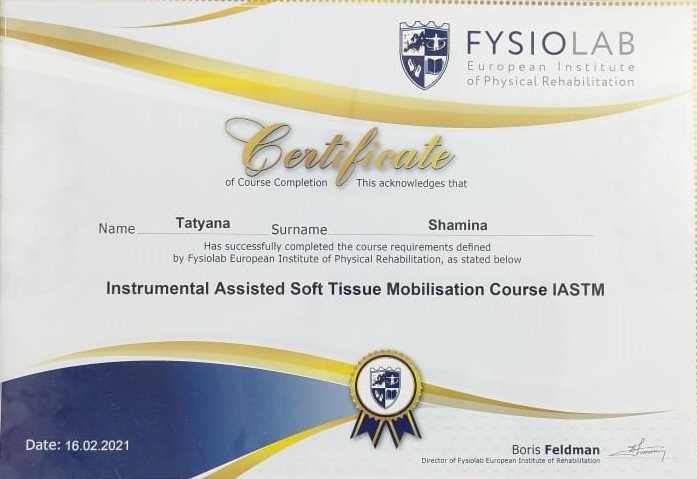 FYSIOLAB
European Institute
of Physical Rehabilitation
Certificate
of Course Completion This acknowledges that
Name Tatyana Surname Shamina
Has successfully completed the course requirements defined
by Fysiolab European Institute of Physical Rehabilitation, as stated below
Instrumental Assisted Soft Tissue Mobilisation Course IASTM
Date: 16.02.2021
Boris Feldman
Director of Fysiolab European Institute of Rehabilitation